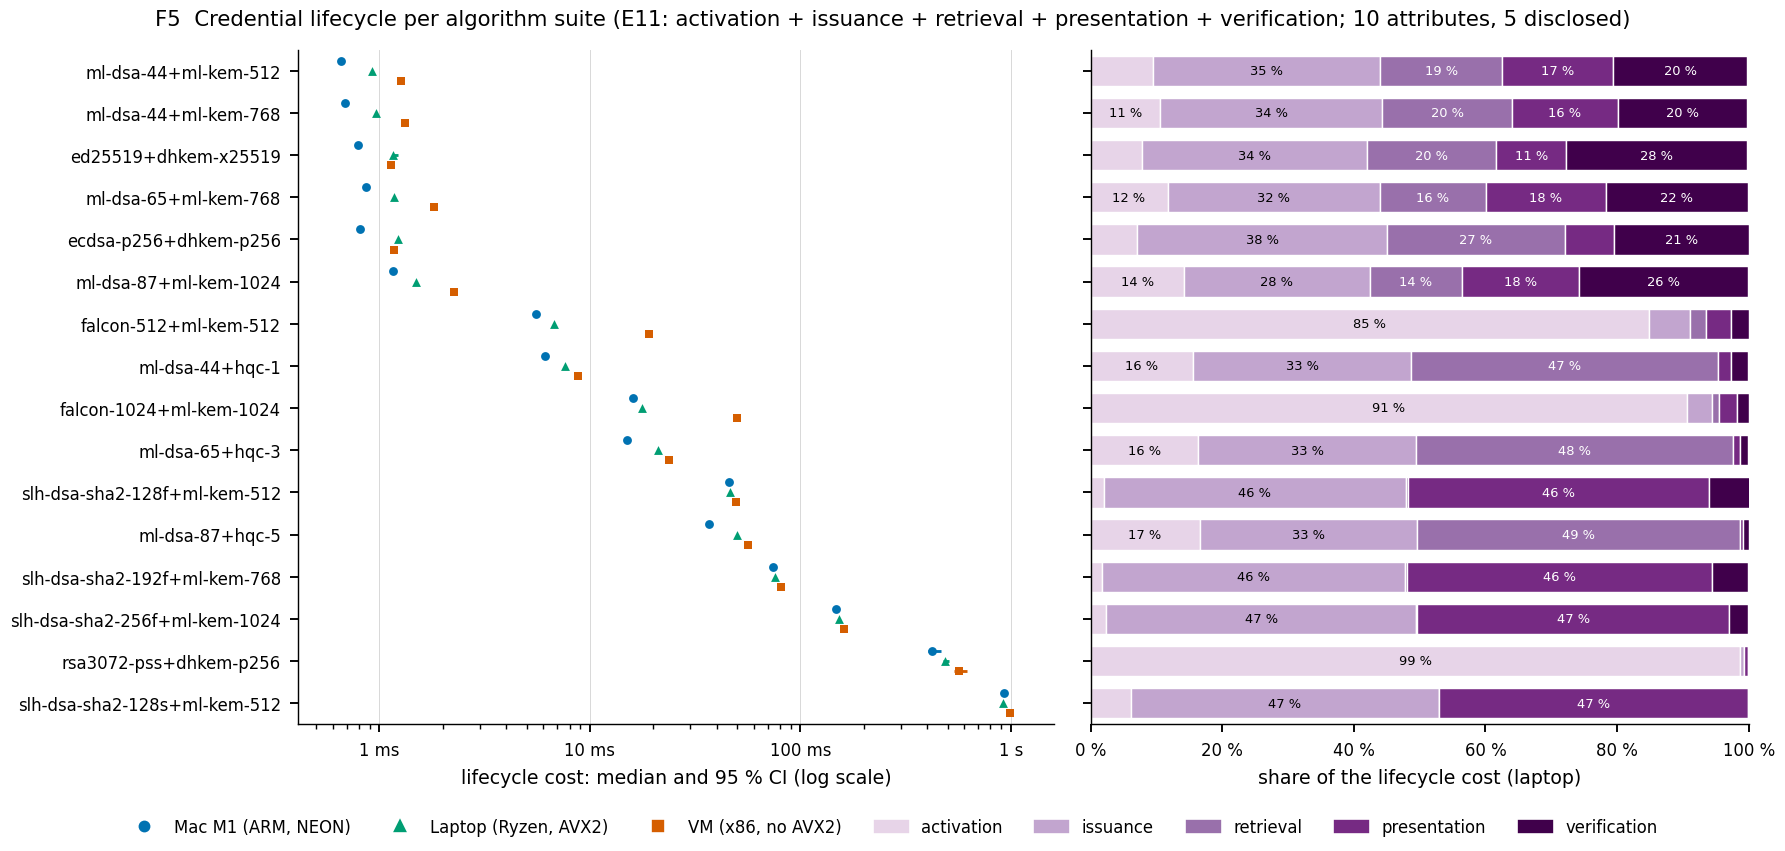 F5  Credential lifecycle per algorithm suite (E11: activation + issuance + retrieval + presentation + verification; 10 attributes, 5 disclosed)
ml-dsa-44+ml-kem-512
35 % 19 % 17 % 20 %
ml-dsa-44+ml-kem-768
11 % 34 % 20 % 16 % 20 %
ed25519+dhkem-x25519
34 % 20 % 11 % 28 %
ml-dsa-65+ml-kem-768
12 % 32 % 16 % 18 % 22 %
ecdsa-p256+dhkem-p256
38 % 27 % 21 %
ml-dsa-87+ml-kem-1024
14 % 28 % 14 % 18 % 26 %
falcon-512+ml-kem-512
85 %
ml-dsa-44+hqc-1
16 % 33 % 47 %
falcon-1024+ml-kem-1024
91 %
ml-dsa-65+hqc-3
16 % 33 % 48 %
slh-dsa-sha2-128f+ml-kem-512
46 % 46 %
ml-dsa-87+hqc-5
17 % 33 % 49 %
slh-dsa-sha2-192f+ml-kem-768
46 % 46 %
slh-dsa-sha2-256f+ml-kem-1024
47 % 47 %
rsa3072-pss+dhkem-p256
99 %
slh-dsa-sha2-128s+ml-kem-512
47 % 47 %
1 ms 10 ms 100 ms 1 s
0 % 20 % 40 % 60 % 80 % 100 %
lifecycle cost: median and 95 % CI (log scale)
share of the lifecycle cost (laptop)
Mac M1 (ARM, NEON) Laptop (Ryzen, AVX2) VM (x86, no AVX2) activation issuance retrieval presentation verification